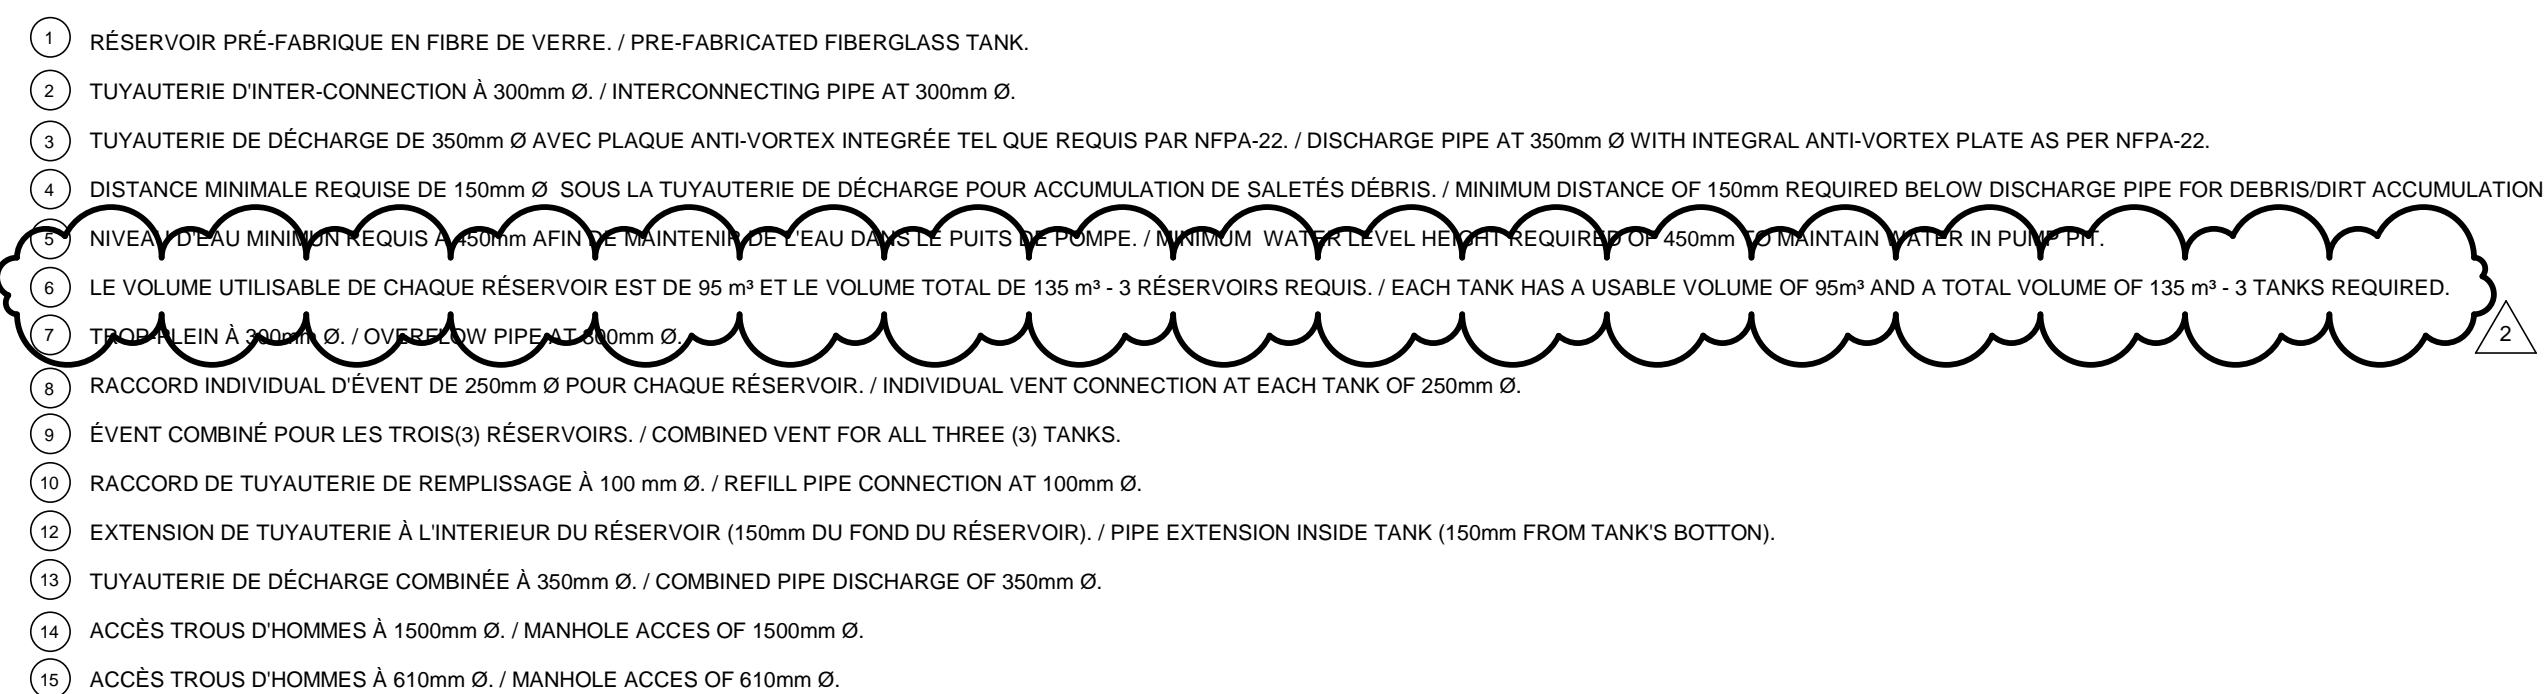 1 RÉSERVOIR PRÉ-FABRIQUE EN FIBRE DE VERRE. / PRE-FABRICATED FIBERGLASS TANK.
2 TUYAUTERIE D'INTER-CONNECTION À 300mm Ø. / INTERCONNECTING PIPE AT 300mm Ø.
3 TUYAUTERIE DE DÉCHARGE DE 350mm Ø AVEC PLAQUE ANTI-VORTEX INTEGRÉE TEL QUE REQUIS PAR NFPA-22. / DISCHARGE PIPE AT 350mm Ø WITH INTEGRAL ANTI-VORTEX PLATE AS PER NFPA-22.
4 DISTANCE MINIMALE REQUISE DE 150mm Ø SOUS LA TUYAUTERIE DE DÉCHARGE POUR ACCUMULATION DE SALETÉS DÉBRIS. / MINIMUM DISTANCE OF 150mm REQUIRED BELOW DISCHARGE PIPE FOR DEBRIS/DIRT ACCUMULATION
5 NIVEAU D'EAU MINIMUN REQUIS À 450mm AFIN DE MAINTENIR DE L'EAU DANS LE PUITS DE POMPE. / MINIMUM WATER LEVEL HEIGHT REQUIRED OF 450mm TO MAINTAIN WATER IN PUMP PIT.
6 LE VOLUME UTILISABLE DE CHAQUE RÉSERVOIR EST DE 95 m³ ET LE VOLUME TOTAL DE 135 m³ - 3 RÉSERVOIRS REQUIS. / EACH TANK HAS A USABLE VOLUME OF 95m³ AND A TOTAL VOLUME OF 135 m³ - 3 TANKS REQUIRED.
7 TROP-PLEIN À 300mm Ø. / OVERFLOW PIPE AT 300mm Ø.
2
8 RACCORD INDIVIDUAL D'ÉVENT DE 250mm Ø POUR CHAQUE RÉSERVOIR. / INDIVIDUAL VENT CONNECTION AT EACH TANK OF 250mm Ø.
9 ÉVENT COMBINÉ POUR LES TROIS(3) RÉSERVOIRS. / COMBINED VENT FOR ALL THREE (3) TANKS.
10 RACCORD DE TUYAUTERIE DE REMPLISSAGE À 100 mm Ø. / REFILL PIPE CONNECTION AT 100mm Ø.
12 EXTENSION DE TUYAUTERIE À L'INTERIEUR DU RÉSERVOIR (150mm DU FOND DU RÉSERVOIR). / PIPE EXTENSION INSIDE TANK (150mm FROM TANK'S BOTTON).
13 TUYAUTERIE DE DÉCHARGE COMBINÉE À 350mm Ø. / COMBINED PIPE DISCHARGE OF 350mm Ø.
14 ACCÈS TROUS D'HOMMES À 1500mm Ø. / MANHOLE ACCES OF 1500mm Ø.
15 ACCÈS TROUS D'HOMMES À 610mm Ø. / MANHOLE ACCES OF 610mm Ø.